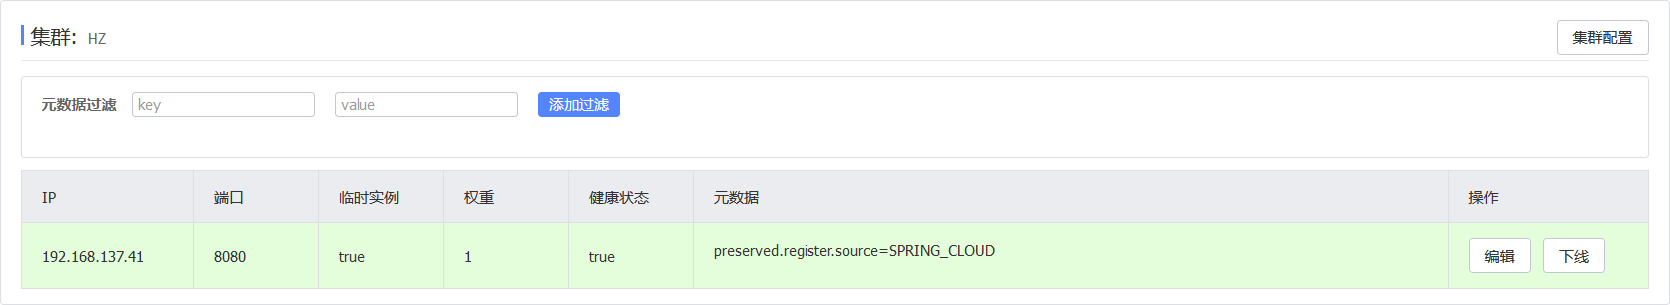 集群: HZ 集群配置
元数据过滤 key value 添加过滤
IP 端口 临时实例 权重 健康状态 元数据 操作
192.168.137.41 8080 true 1 true preserved.register.source=SPRING_CLOUD 编辑 下线